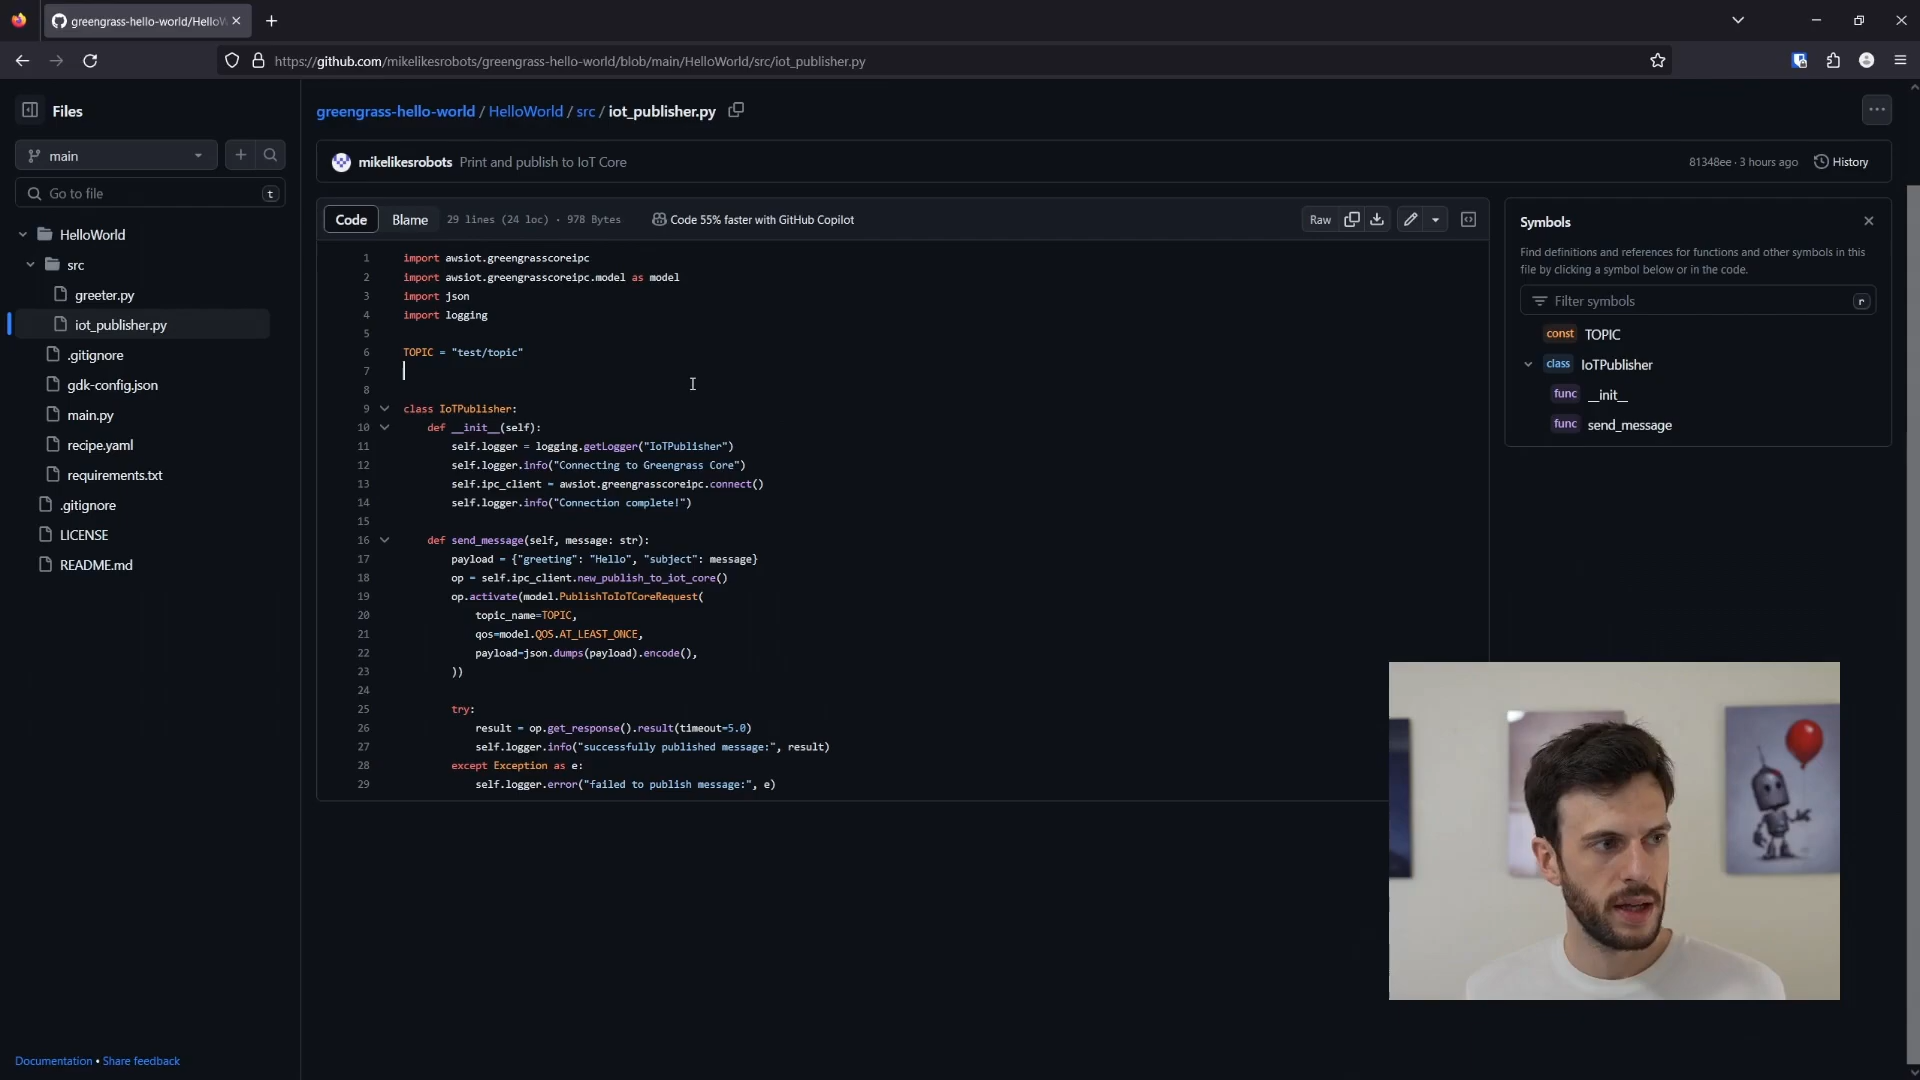 greengrass-hello-world/HelloW
https://github.com/mikelikesrobots/greengrass-hello-world/blob/main/HelloWorld/src/iot_publisher.py
Files
greengrass-hello-world / HelloWorld / src / iot_publisher.py
main
mikelikesrobots Print and publish to IoT Core
81348ee · 3 hours ago
History
Go to file
t
Code
Blame
29 lines (24 loc) · 978 Bytes
Code 55% faster with GitHub Copilot
Raw
Symbols
Find definitions and references for functions and other symbols in this
file by clicking a symbol below or in the code.
Filter symbols
r
const TOPIC
class IoTPublisher
func __init__
func send_message
HelloWorld
src
greeter.py
iot_publisher.py
.gitignore
gdk-config.json
main.py
recipe.yaml
requirements.txt
.gitignore
LICENSE
README.md
1 import awsiot.greengrasscoreipc
2 import awsiot.greengrasscoreipc.model as model
3 import json
4 import logging
5
6 TOPIC = "test/topic"
7
8
9 class IoTPublisher:
10 def __init__(self):
11 self.logger = logging.getLogger("IoTPublisher")
12 self.logger.info("Connecting to Greengrass Core")
13 self.ipc_client = awsiot.greengrasscoreipc.connect()
14 self.logger.info("Connection complete!")
15
16 def send_message(self, message: str):
17 payload = {"greeting": "Hello", "subject": message}
18 op = self.ipc_client.new_publish_to_iot_core()
19 op.activate(model.PublishToIoTCoreRequest(
20 topic_name=TOPIC,
21 qos=model.QOS.AT_LEAST_ONCE,
22 payload=json.dumps(payload).encode(),
23 ))
24
25 try:
26 result = op.get_response().result(timeout=5.0)
27 self.logger.info("successfully published message:", result)
28 except Exception as e:
29 self.logger.error("failed to publish message:", e)
Documentation • Share feedback